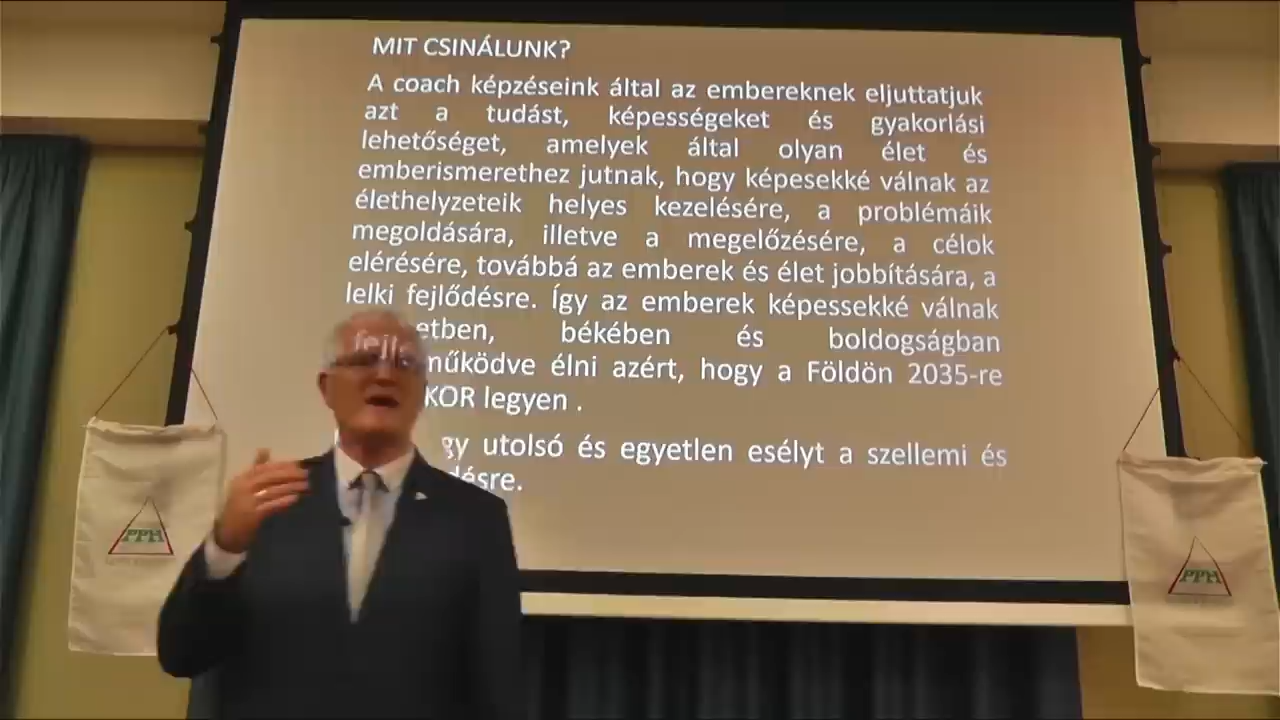 MIT CSINÁLUNK?
A coach képzéseink által az embereknek eljuttatjuk
azt a tudást, képességeket és gyakorlási
lehetőséget, amelyek által olyan élet és
emberismerethez jutnak, hogy képesekké válnak az
élethelyzeteik helyes kezelésére, a problémáik
megoldására, illetve a megelőzésére, a célok
elérésére, továbbá az emberek és élet jobbítására, a
lelki fejlődésre. Így az emberek képessekké válnak
etben, békében és boldogságban
működve élni azért, hogy a Földön 2035-re
KOR legyen .
gy utolsó és egyetlen esélyt a szellemi és
désre.
PPH
PPH